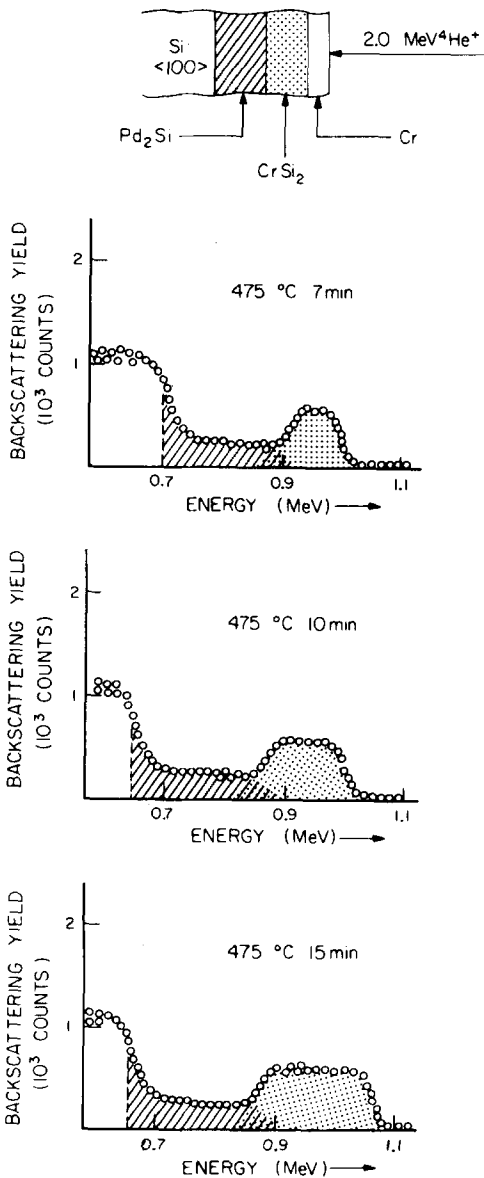 Si
<100>
2.0 MeV⁴He⁺
Pd₂Si
Cr
CrSi₂
BACKSCATTERING YIELD
(10³ COUNTS)
2
1
475 °C 7min
0.7
0.9
1.1
ENERGY (MeV)
BACKSCATTERING YIELD
(10³ COUNTS)
2
1
475 °C 10min
0.7
0.9
1.1
ENERGY (MeV)
BACKSCATTERING YIELD
(10³ COUNTS)
2
1
475 °C 15min
0.7
0.9
1.1
ENERGY (MeV)